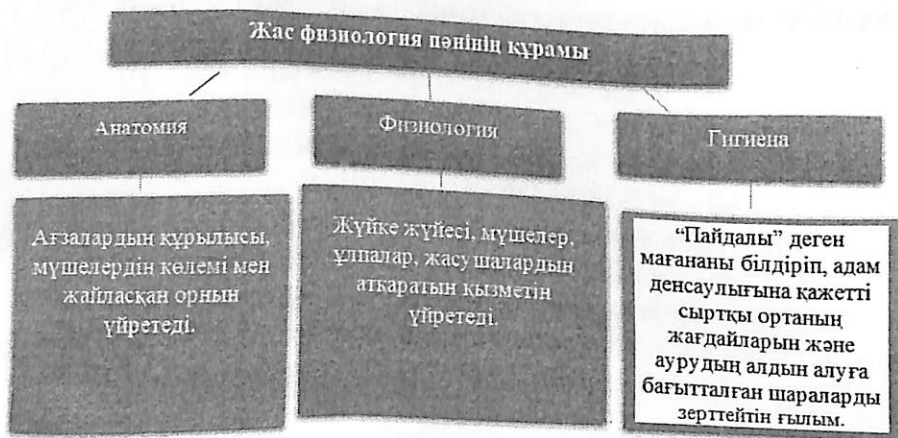 Жас физиология пәнінің құрамы
Анатомия
Физиология
Гигиена
Ағзалардың құрылысы,
мүшелердің көлемі мен
жайласқан орнын
үйретеді.
Жүйке жүйесі, мүшелер,
ұлпалар, жасушалардын
атқаратын қызметін
үйретеді.
“Пайдалы” деген
мағананы білдіріп, адам
денсаулығына қажетті
сыртқы ортаның
жағдайларын және
аурудың алдын алуға
бағытталған шараларды
зерттейтін ғылым.